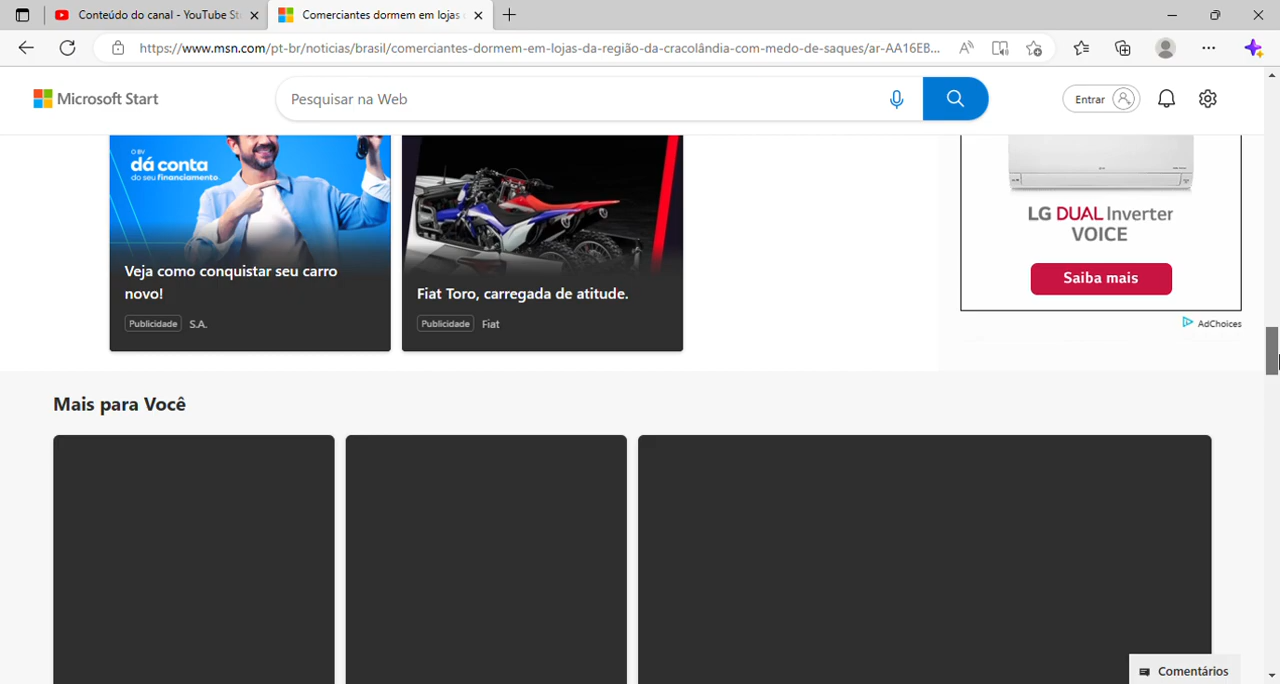 Conteúdo do canal - YouTube St
Comerciantes dormem em lojas
https://www.msn.com/pt-br/noticias/brasil/comerciantes-dormem-em-lojas-da-região-da-cracolândia-com-medo-de-saques/ar-AA16EB...
Microsoft Start
Pesquisar na Web
Entrar
O BV
dá conta
do seu financiamento
Veja como conquistar seu carro
novo!
Publicidade S.A.
Fiat Toro, carregada de atitude.
Publicidade Fiat
LG DUAL Inverter
VOICE
Saiba mais
AdChoices
Mais para Você
Comentários